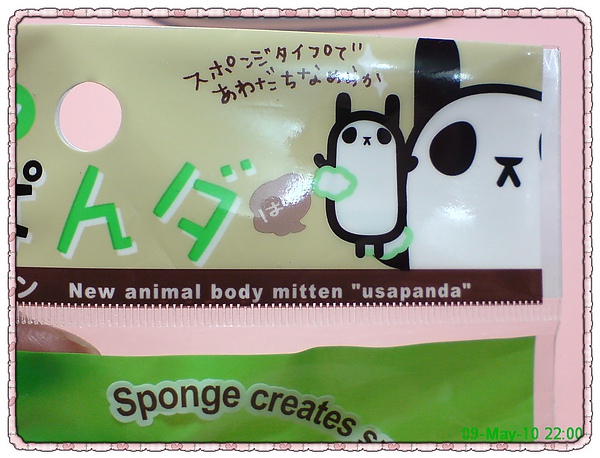 スポンジタイプで
あわだちなめらか
ぽんダ
は
ン New animal body mitten "usapanda"
Sponge creates
09-May-10 22:00